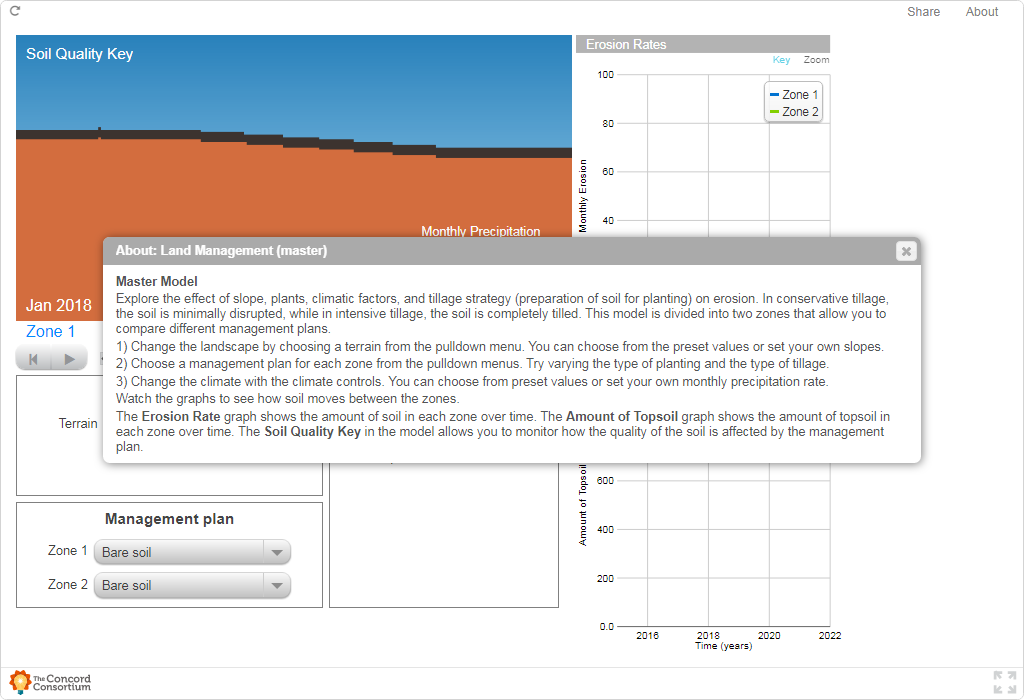 Share About
Soil Quality Key
Erosion Rates
Key Zoom
100
Zone 1
Zone 2
80
60
Monthly Erosion
40
Monthly Precipitation
About: Land Management (master)
Master Model
Explore the effect of slope, plants, climatic factors, and tillage strategy (preparation of soil for planting) on erosion. In conservative tillage,
the soil is minimally disrupted, while in intensive tillage, the soil is completely tilled. This model is divided into two zones that allow you to
compare different management plans.
1) Change the landscape by choosing a terrain from the pulldown menu. You can choose from the preset values or set your own slopes.
2) Choose a management plan for each zone from the pulldown menus. Try varying the type of planting and the type of tillage.
3) Change the climate with the climate controls. You can choose from preset values or set your own monthly precipitation rate.
Watch the graphs to see how soil moves between the zones.
The Erosion Rate graph shows the amount of soil in each zone over time. The Amount of Topsoil graph shows the amount of topsoil in
each zone over time. The Soil Quality Key in the model allows you to monitor how the quality of the soil is affected by the management
plan.
Jan 2018
Zone 1
Terrain
Management plan
Zone 1 Bare soil
Zone 2 Bare soil
600
Amount of Topsoil
400
200
0.0
2016 2018 2020 2022
Time (years)
The Concord
Consortium